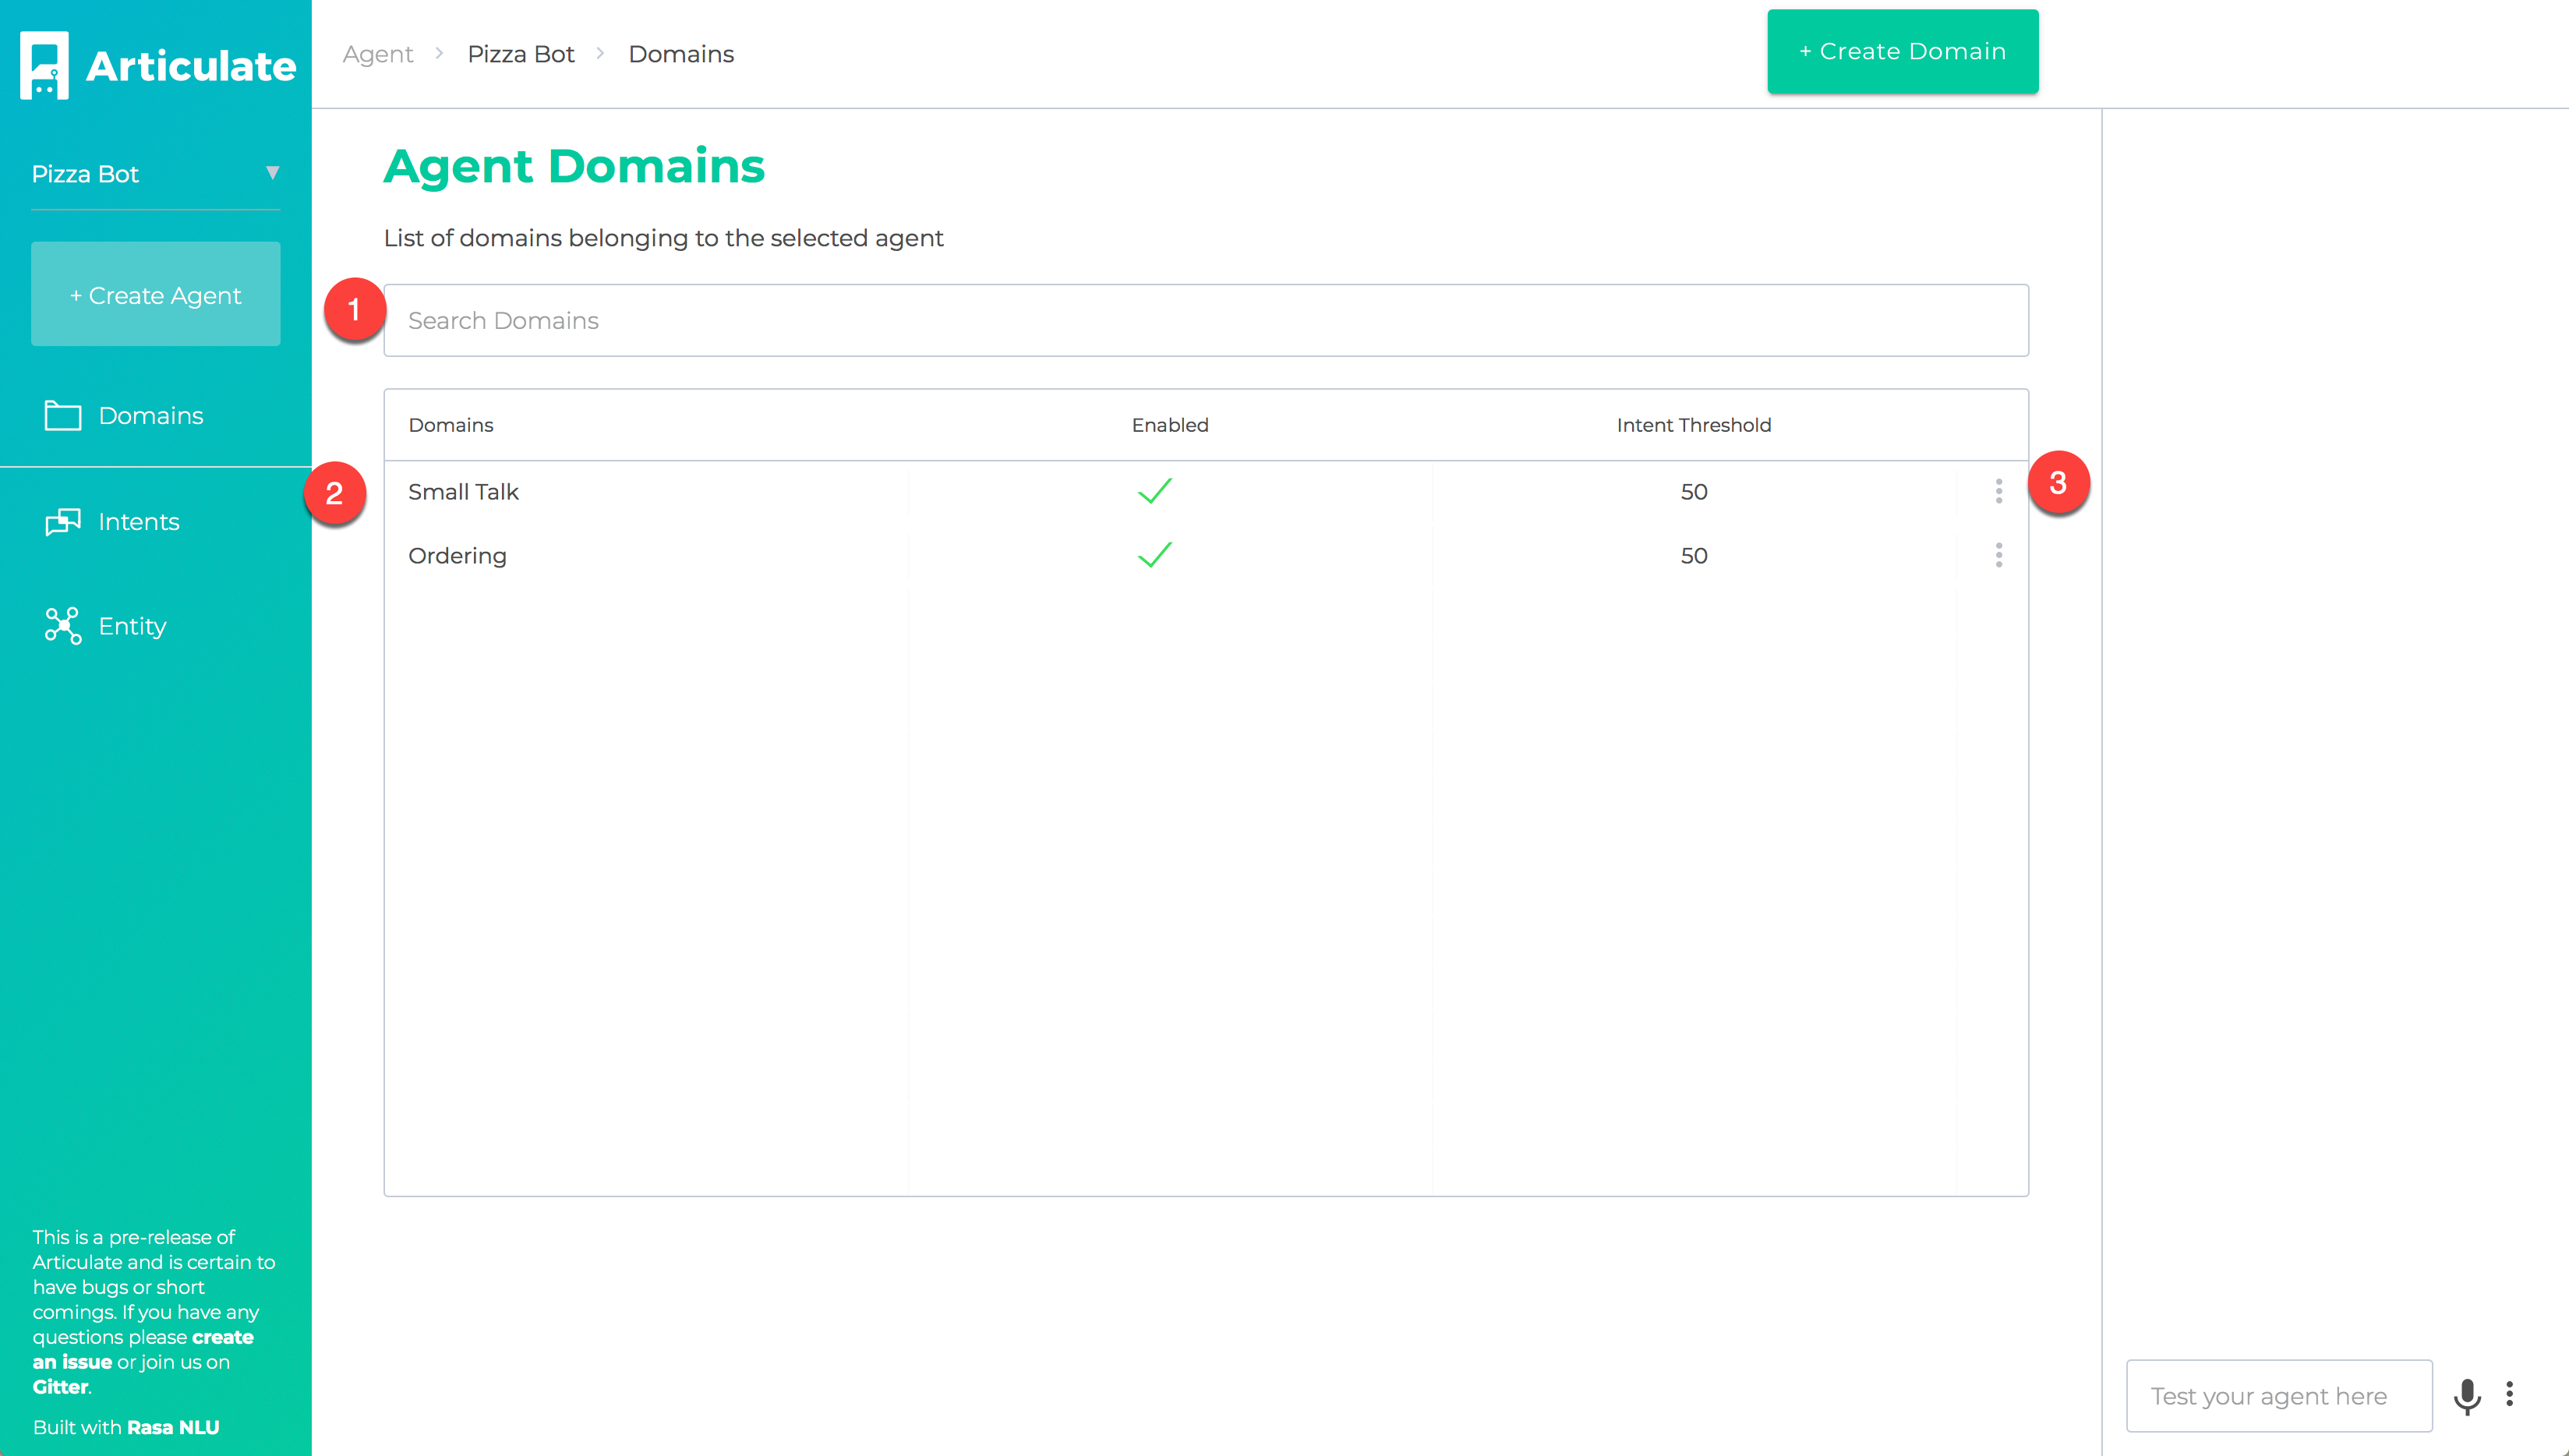 Articulate
Pizza Bot
+ Create Agent
Domains
Intents
Entity
This is a pre-release of
Articulate and is certain to
have bugs or short
comings. If you have any
questions please create
an issue or join us on
Gitter.
Built with Rasa NLU
Agent > Pizza Bot > Domains
+ Create Domain
Agent Domains
List of domains belonging to the selected agent
1
Search Domains
Domains Enabled Intent Threshold
2 Small Talk 50 3
Ordering 50
Test your agent here